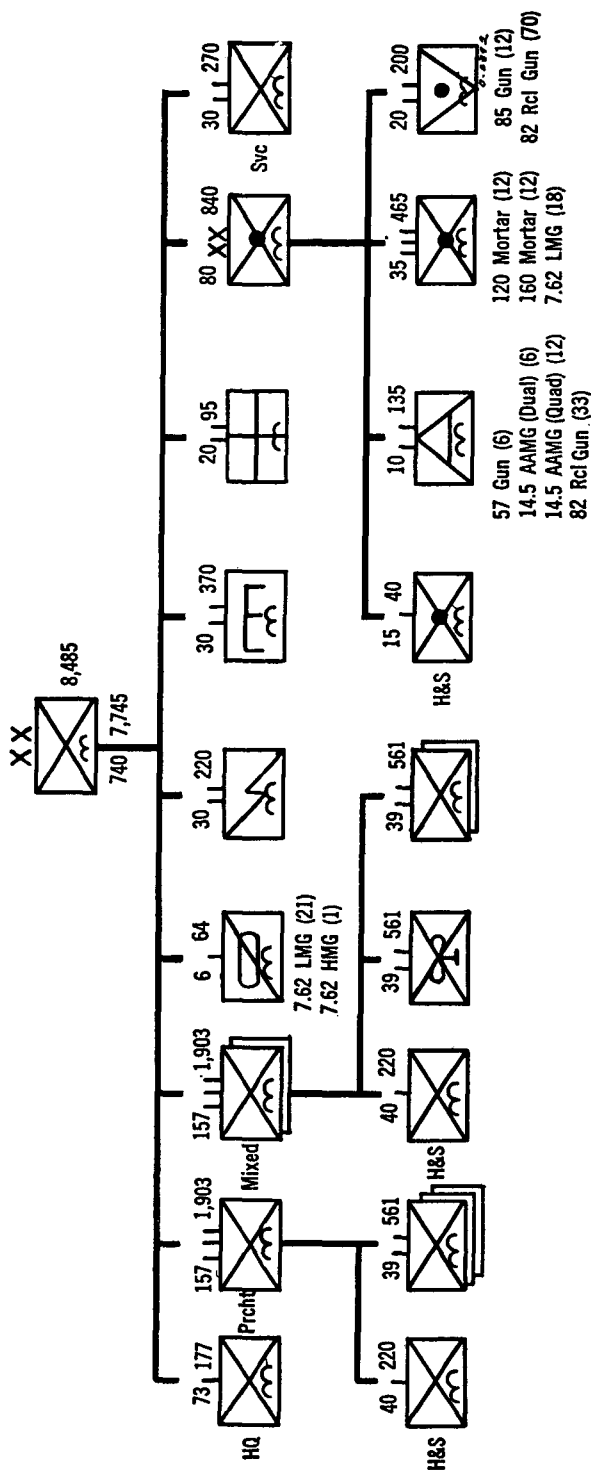 XX
8,485
740 7,745
73 177
HQ
157 1,903
Prcht
157 1,903
Mixed
6 64
7.62 LMG (21)
7.62 HMG (1)
30 220
30 370
20 95
80 XX 840
30 270
Svc
40 220
H&S
39 561
40 220
H&S
39 561
39 561
15 40
H&S
10 135
57 Gun (6)
14.5 AAMG (Dual) (6)
14.5 AAMG (Quad) (12)
82 Rcl Gun (33)
35 465
120 Mortar (12)
160 Mortar (12)
7.62 LMG (18)
20 200
85 Gun (12)
82 Rcl Gun (70)